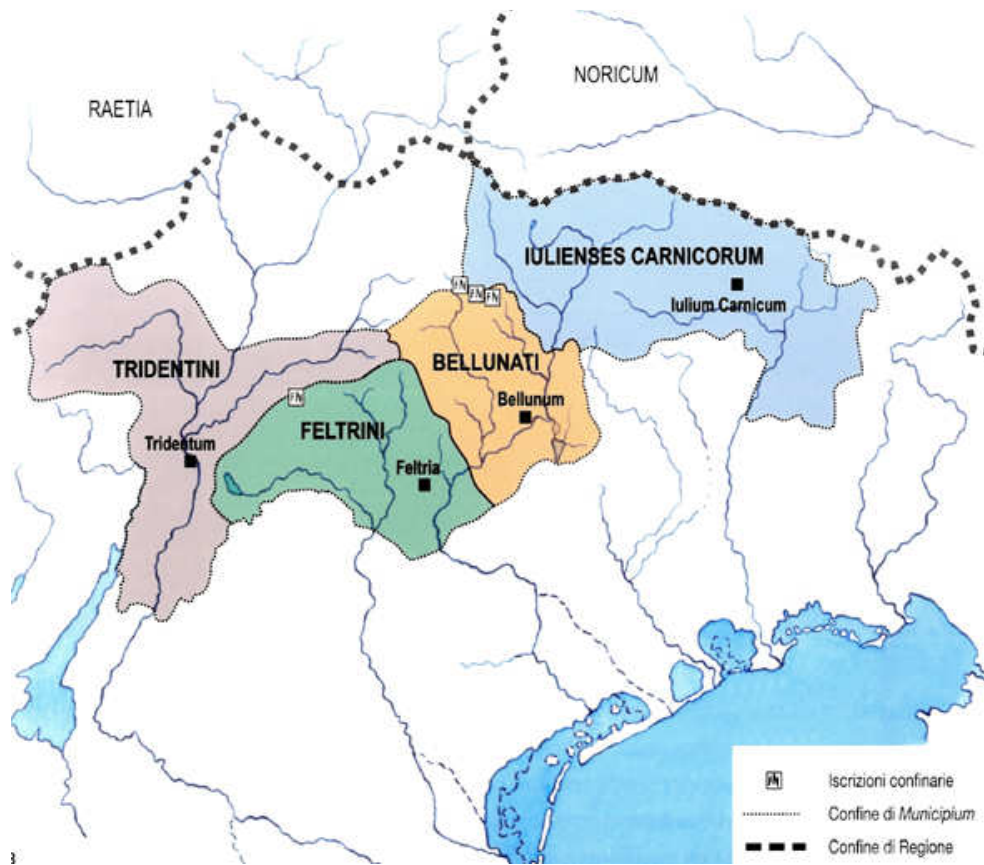 NORICUM
RAETIA
IULIENSES CARNICORUM
Iulium Carnicum
BELLUNATI
TRIDENTINI
Bellunum
FELTRINI
Tridentum
Feltria
Iscrizioni confinarie
Confine di Municipium
Confine di Regione